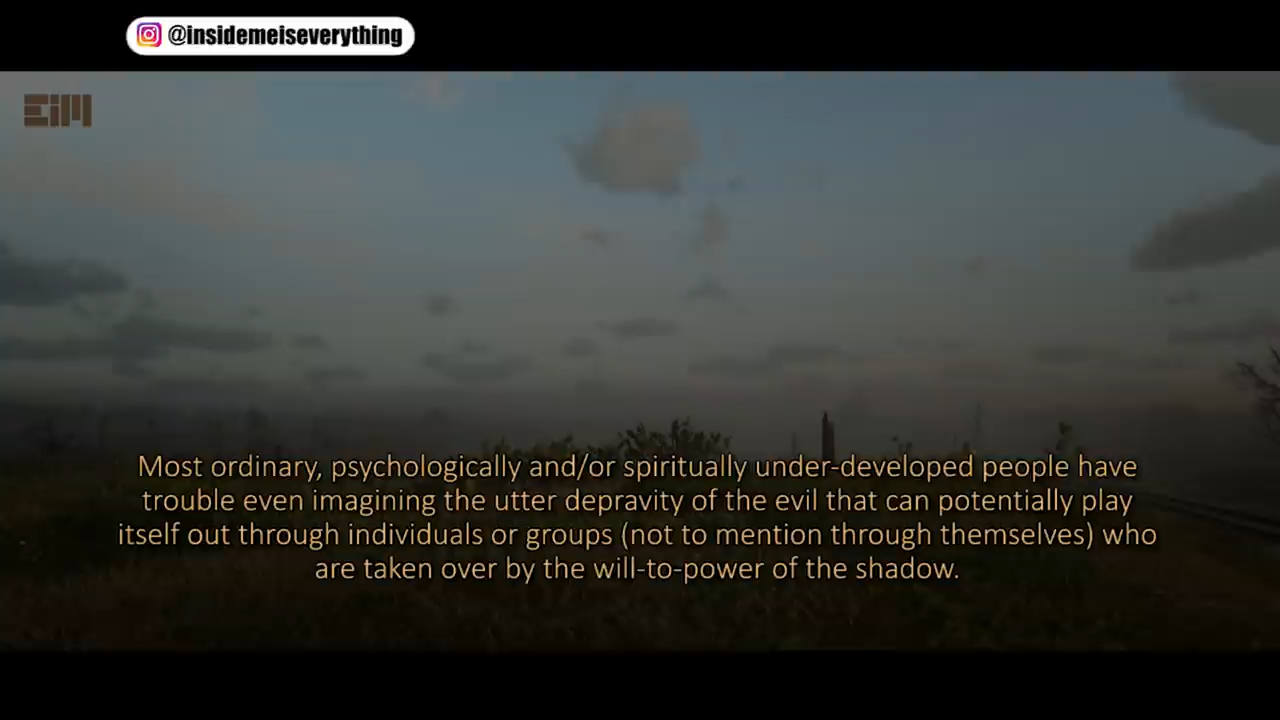 @insidemeiseverything
EiM
Most ordinary, psychologically and/or spiritually under-developed people have
trouble even imagining the utter depravity of the evil that can potentially play
itself out through individuals or groups (not to mention through themselves) who
are taken over by the will-to-power of the shadow.